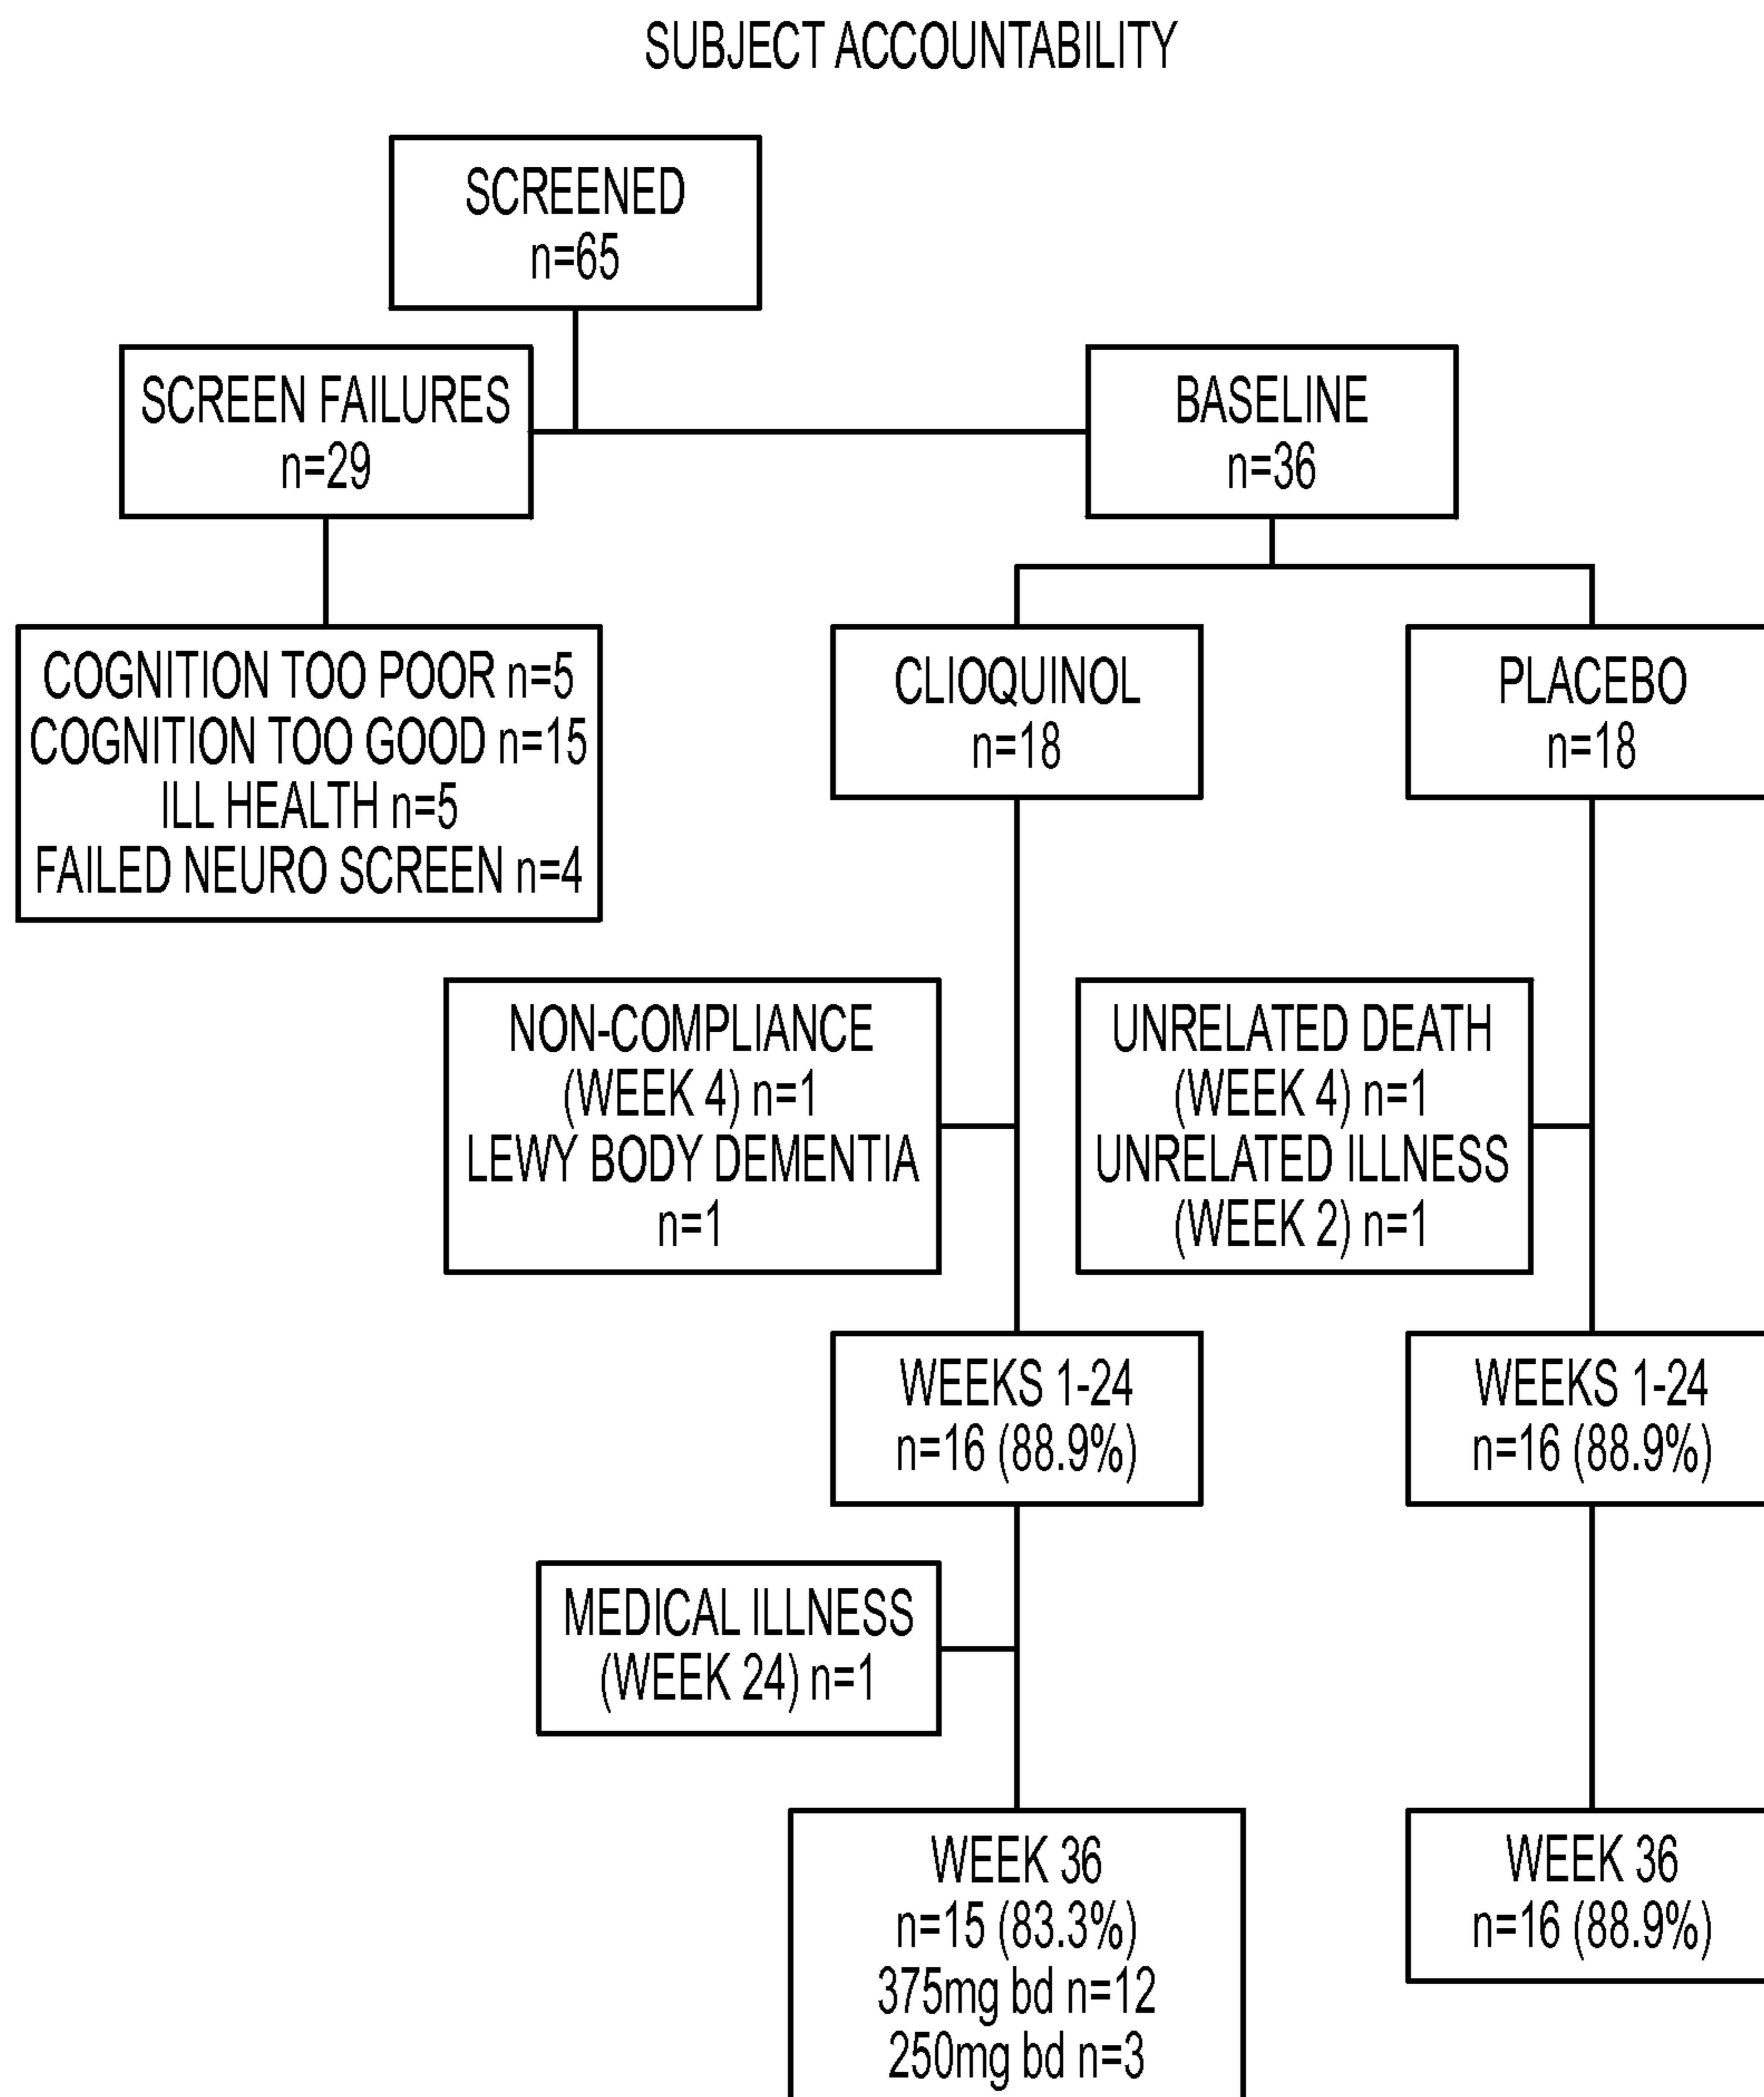 SUBJECT ACCOUNTABILITY
SCREENED
n=65
SCREEN FAILURES
n=29
BASELINE
n=36
COGNITION TOO POOR n=5
COGNITION TOO GOOD n=15
ILL HEALTH n=5
FAILED NEURO SCREEN n=4
CLIOQUINOL
n=18
PLACEBO
n=18
NON-COMPLIANCE
(WEEK 4) n=1
LEWY BODY DEMENTIA
n=1
UNRELATED DEATH
(WEEK 4) n=1
UNRELATED ILLNESS
(WEEK 2) n=1
WEEKS 1-24
n=16 (88.9%)
WEEKS 1-24
n=16 (88.9%)
MEDICAL ILLNESS
(WEEK 24) n=1
WEEK 36
n=15 (83.3%)
375mg bd n=12
250mg bd n=3
WEEK 36
n=16 (88.9%)